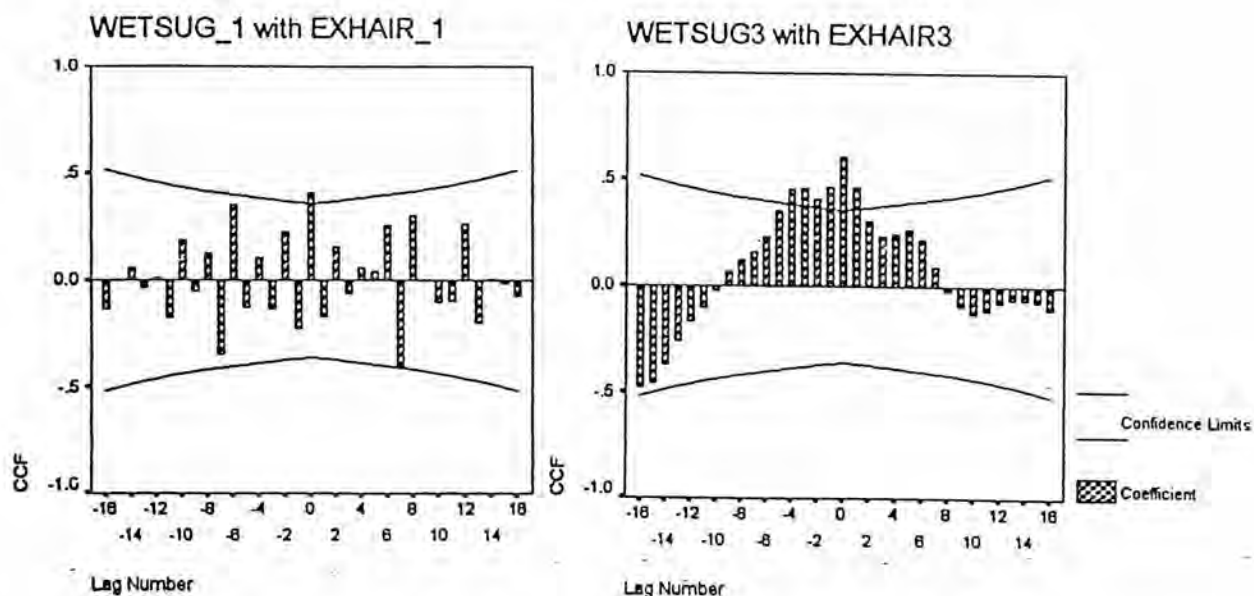 WETSUG_1 with EXHAIR_1
1.0
.5
0.0
-.5
-1.0
CCF
-16 -12 -8 -4 0 4 8 12 16
-14 -10 -6 -2 2 6 10 14
Lag Number
WETSUG3 with EXHAIR3
1.0
.5
0.0
-.5
-1.0
CCF
-16 -12 -8 -4 0 4 8 12 16
-14 -10 -6 -2 2 6 10 14
Lag Number
Confidence Limits
Coefficient